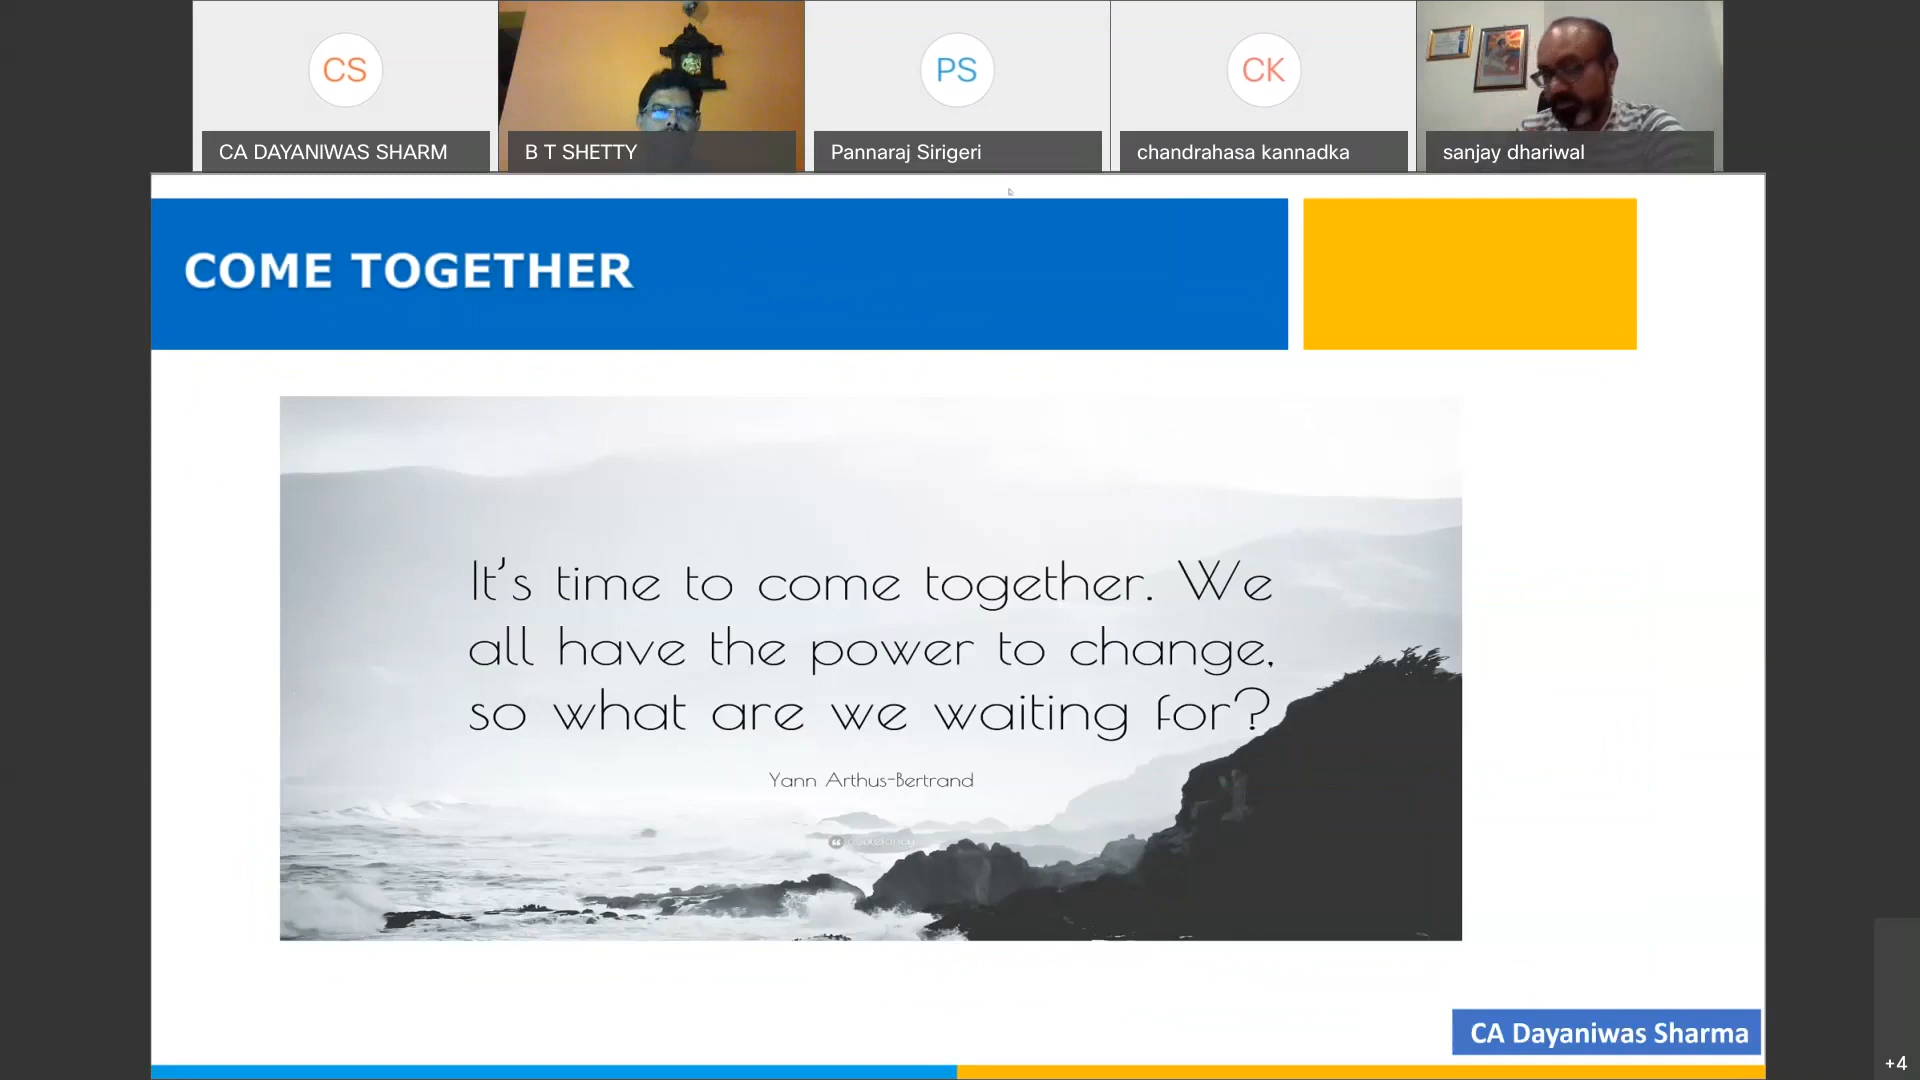 CS
PS
CK
CA DAYANIWAS SHARM
B T SHETTY
Pannaraj Sirigeri
chandrahasa kannadka
sanjay dhariwal
COME TOGETHER
It's time to come together. We
all have the power to change,
so what are we waiting for?
Yann Arthus-Bertrand
CA Dayaniwas Sharma
+4